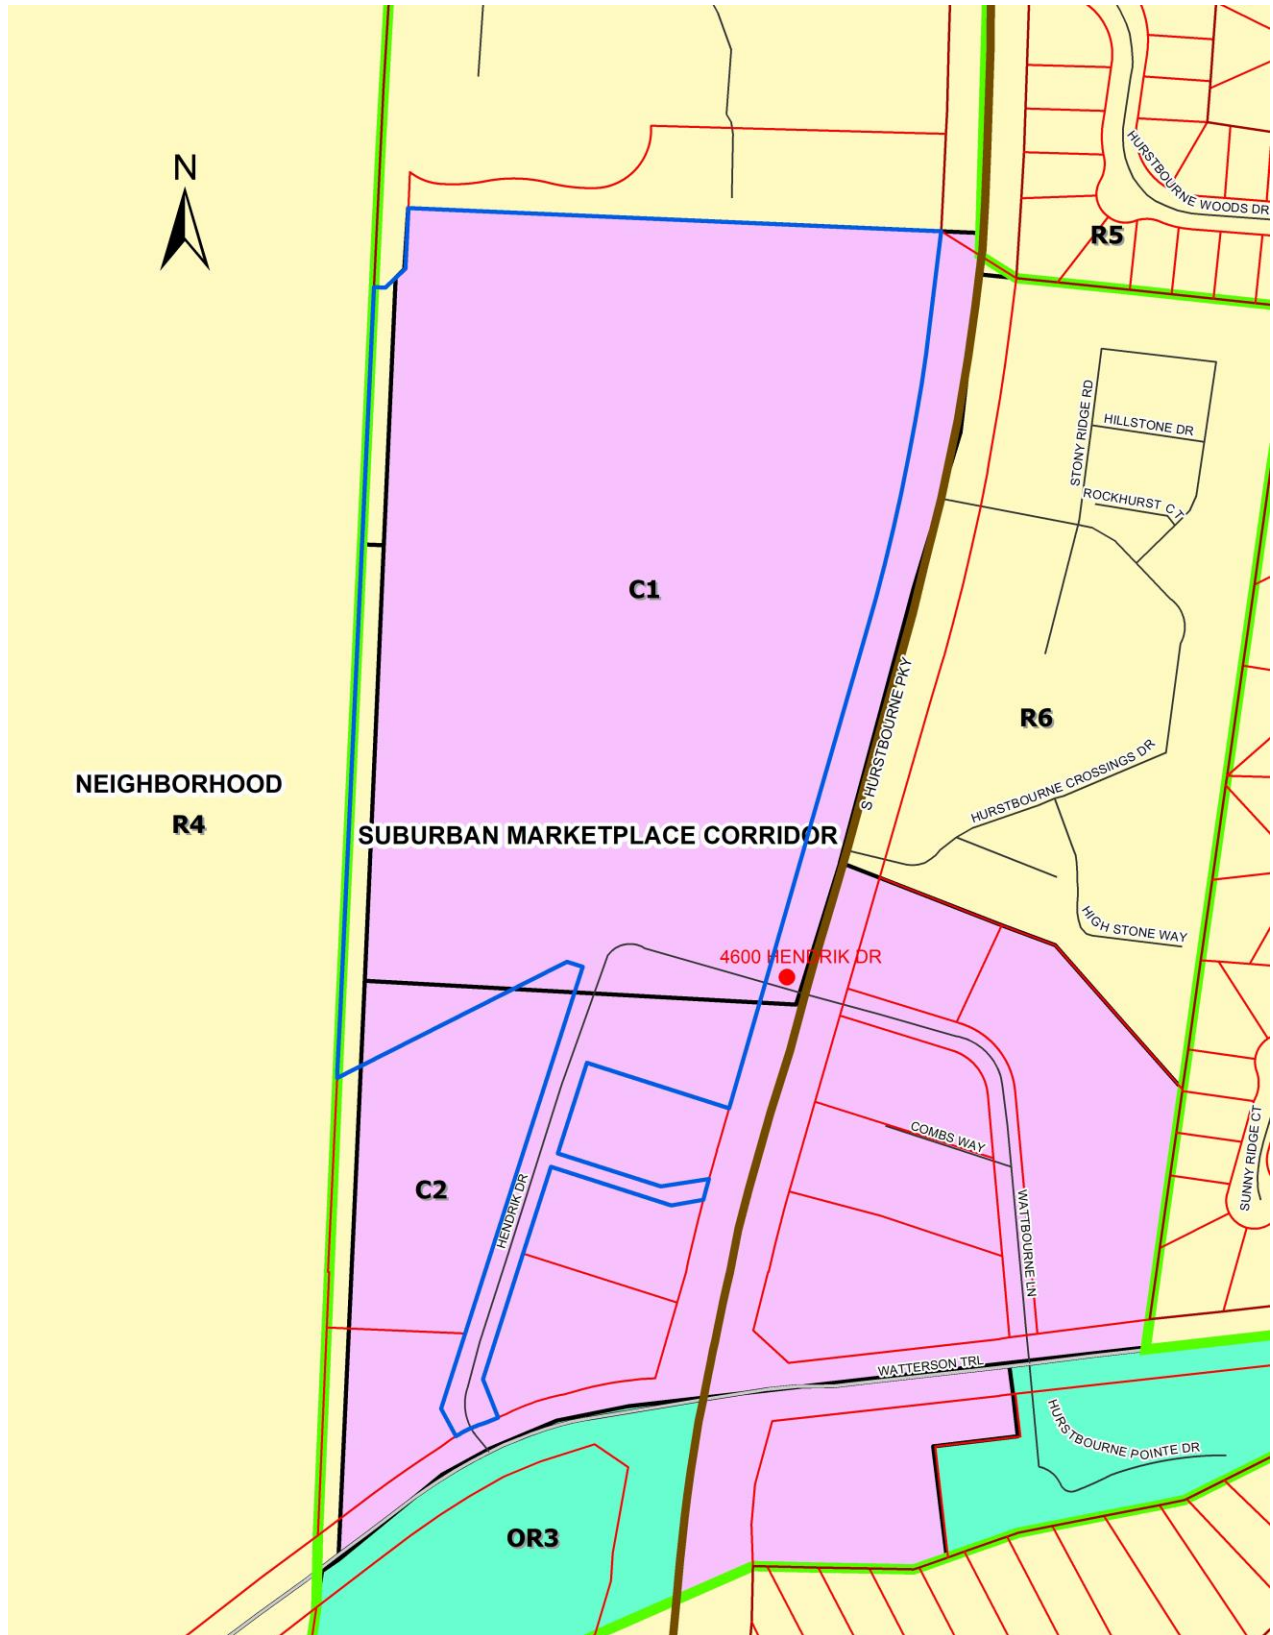 N
HURSTBOURNE WOODS DR
R5
STONY RIDGE RD
HILLSTONE DR
ROCKHURST CT
C1
S HURSTBOURNE PKY
R6
HURSTBOURNE CROSSINGS DR
NEIGHBORHOOD
R4
SUBURBAN MARKETPLACE CORRIDOR
HIGH STONE WAY
4600 HENDRIK DR
COMBS WAY
SUNNY RIDGE CT
C2
HENDRIK DR
WATTBOURNE LN
WATTERSON TRL
HURSTBOURNE POINTE DR
OR3